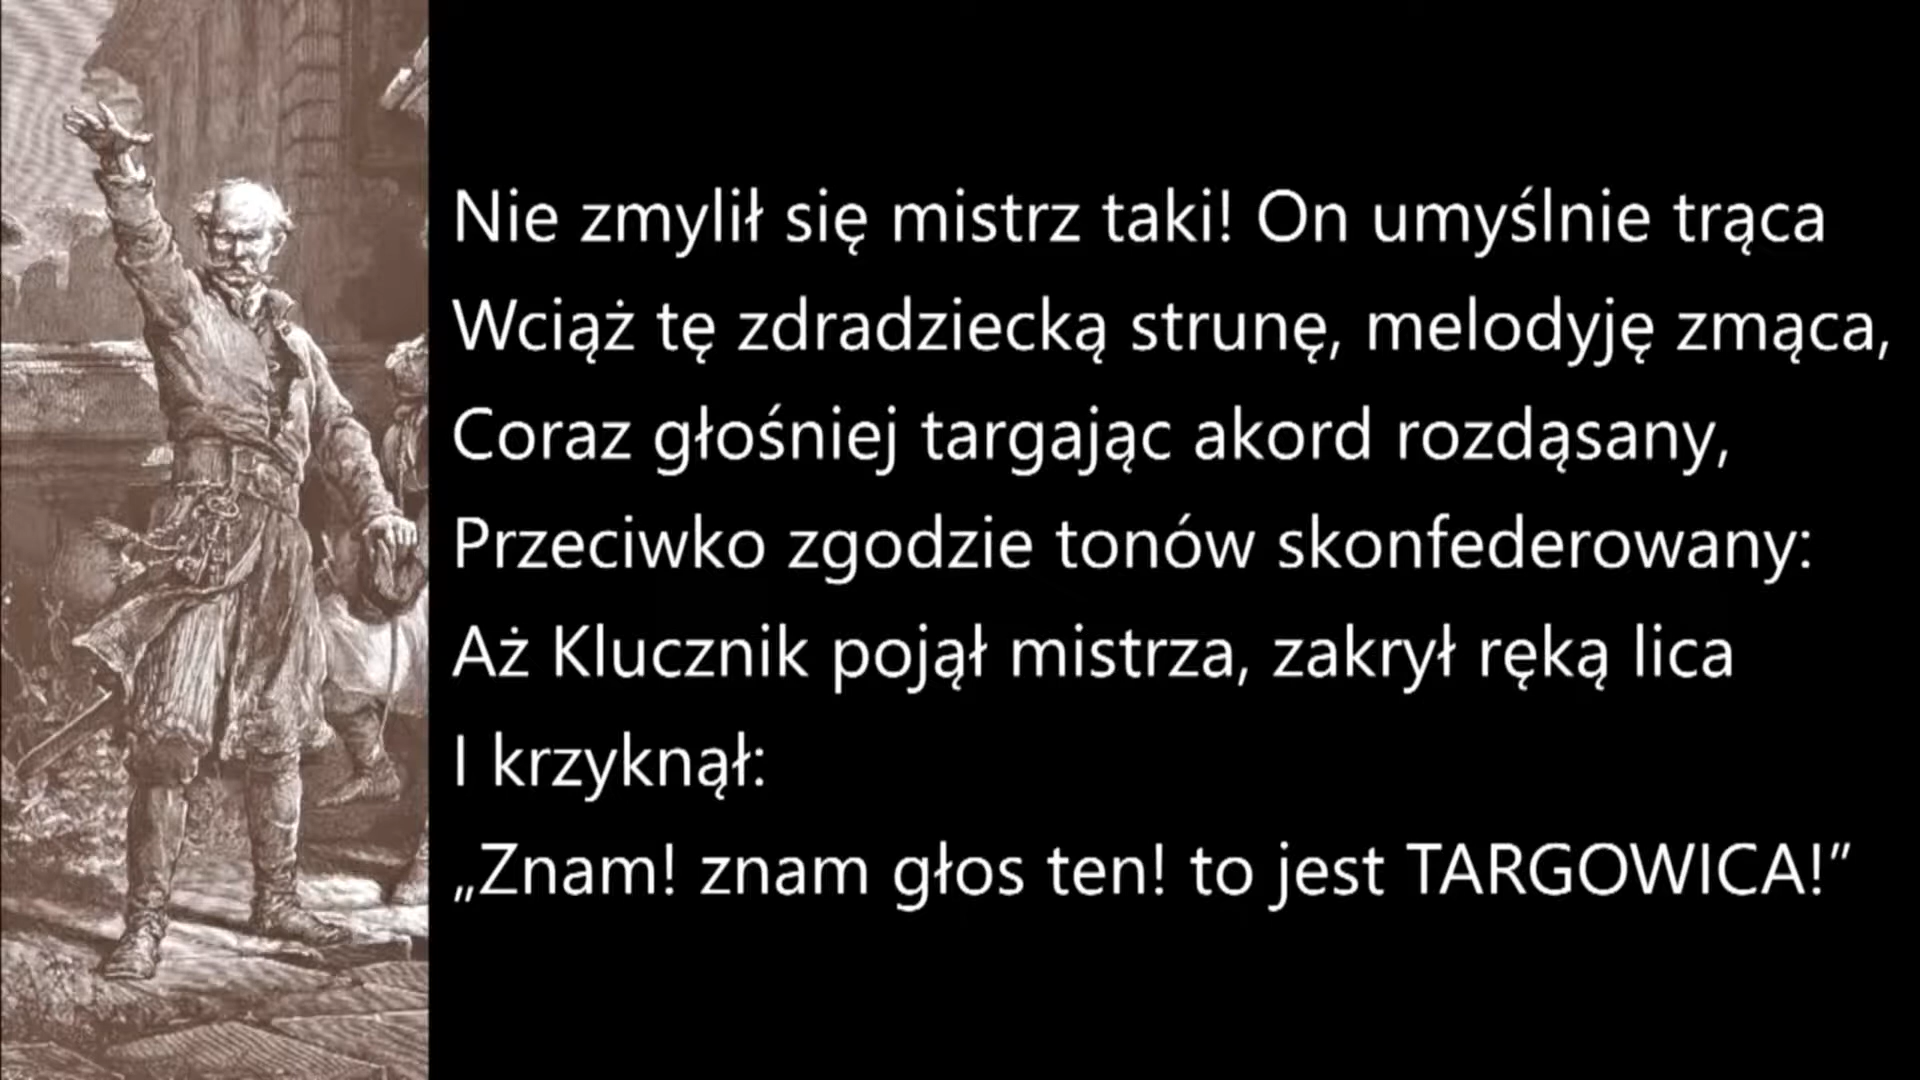 Nie zmylił się mistrz taki! On umyślnie trąca
Wciąż tę zdradziecką strunę, melodyję zmąca,
Coraz głośniej targając akord rozdąsany,
Przeciwko zgodzie tonów skonfederowany:
Aż Klucznik pojął mistrza, zakrył ręką lica
I krzyknął:
„Znam! znam głos ten! to jest TARGOWICA!”